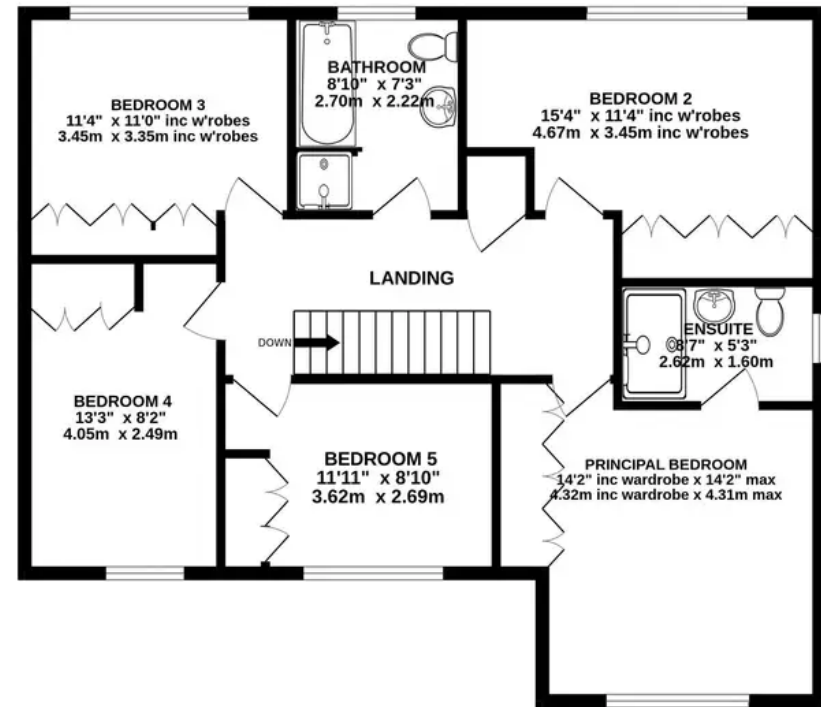 BEDROOM 3
11'4" x 11'0" inc w'robes
3.45m x 3.35m inc w'robes
BATHROOM
8'10" x 7'3"
2.70m x 2.22m
BEDROOM 2
15'4" x 11'4" inc w'robes
4.67m x 3.45m inc w'robes
LANDING
DOWN
ENSUITE
8'7" x 5'3"
2.62m x 1.60m
BEDROOM 4
13'3" x 8'2"
4.05m x 2.49m
BEDROOM 5
11'11" x 8'10"
3.62m x 2.69m
PRINCIPAL BEDROOM
14'2" inc wardrobe x 14'2" max
4.32m inc wardrobe x 4.31m max